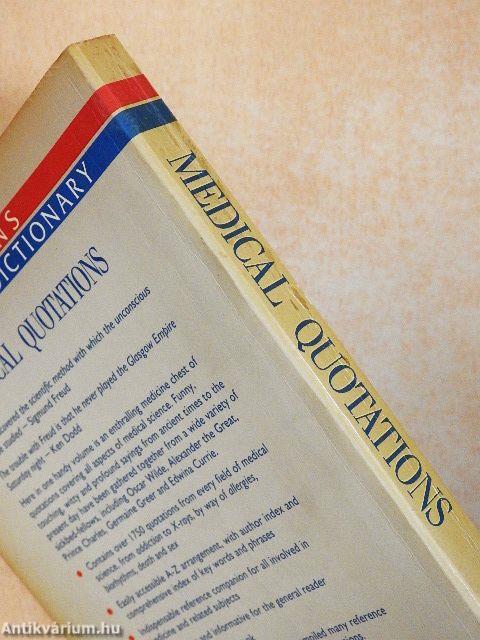 NS
DICTIONARY
MEDICAL QUOTATIONS
CAL QUOTATIONS
covered the scientific method with which the unconscious
studied' – Sigmund Freud
The trouble with Freud is that he never played the Glasgow Empire
Saturday night – Ken Dodd
Here in one handy volume is an enthralling medicine chest of
quotations covering all aspects of medical science. Funny,
touching, witty and profound sayings from ancient times to the
present day have been gathered together from a wide variety of
sickbed-fellows, including Oscar Wilde, Alexander the Great,
Prince Charles, Germaine Greer and Edwina Currie.
• Contains over 1750 quotations from every field of medical
science, from addiction to X-rays, by way of allergies,
biorhythms, death and sex
• Easily accessible A-Z arrangement, with author index and
comprehensive index of key words and phrases
• Indispensable reference companion for all involved in
medicine and related subjects
and informative for the general reader
compiled many reference
Antikvárium.hu